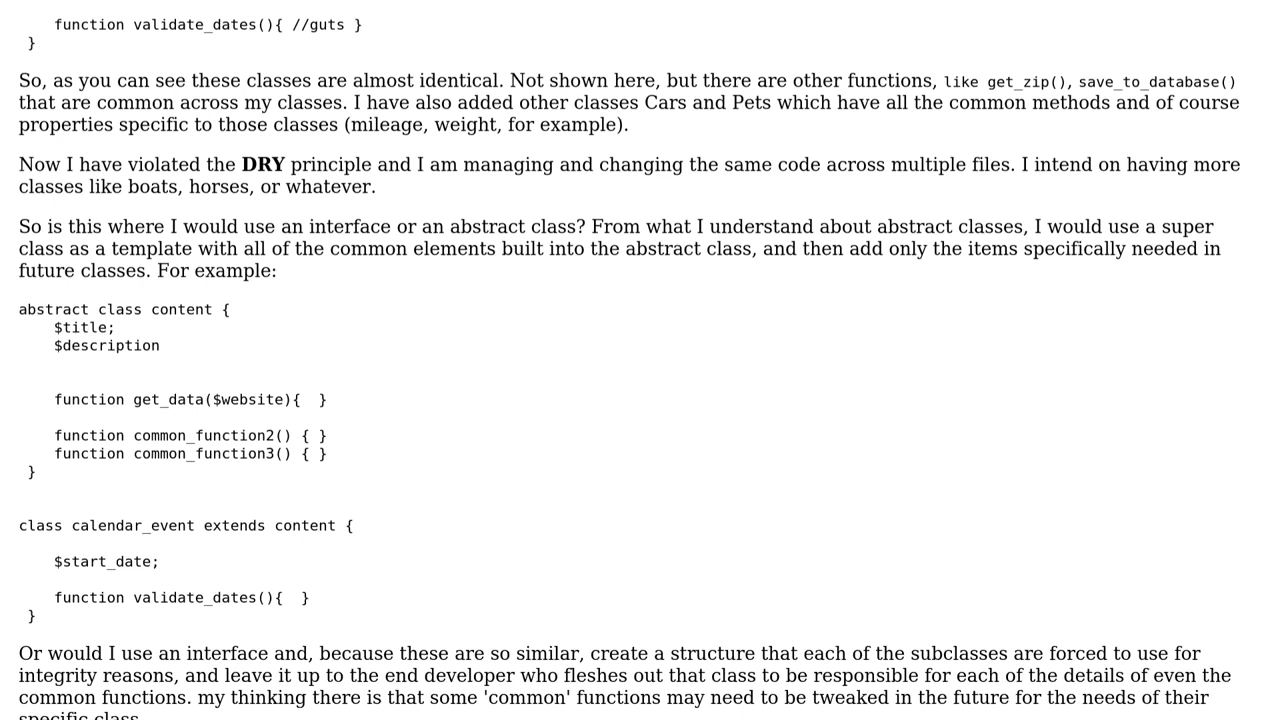 function validate_dates(){ //guts }
 }
So, as you can see these classes are almost identical. Not shown here, but there are other functions, like get_zip(), save_to_database()
that are common across my classes. I have also added other classes Cars and Pets which have all the common methods and of course
properties specific to those classes (mileage, weight, for example).
Now I have violated the DRY principle and I am managing and changing the same code across multiple files. I intend on having more
classes like boats, horses, or whatever.
So is this where I would use an interface or an abstract class? From what I understand about abstract classes, I would use a super
class as a template with all of the common elements built into the abstract class, and then add only the items specifically needed in
future classes. For example:
abstract class content {
    $title;
    $description
    function get_data($website){  }
    function common_function2() { }
    function common_function3() { }
 }
class calendar_event extends content {
    $start_date;
    function validate_dates(){  }
 }
Or would I use an interface and, because these are so similar, create a structure that each of the subclasses are forced to use for
integrity reasons, and leave it up to the end developer who fleshes out that class to be responsible for each of the details of even the
common functions. my thinking there is that some 'common' functions may need to be tweaked in the future for the needs of their
specific class